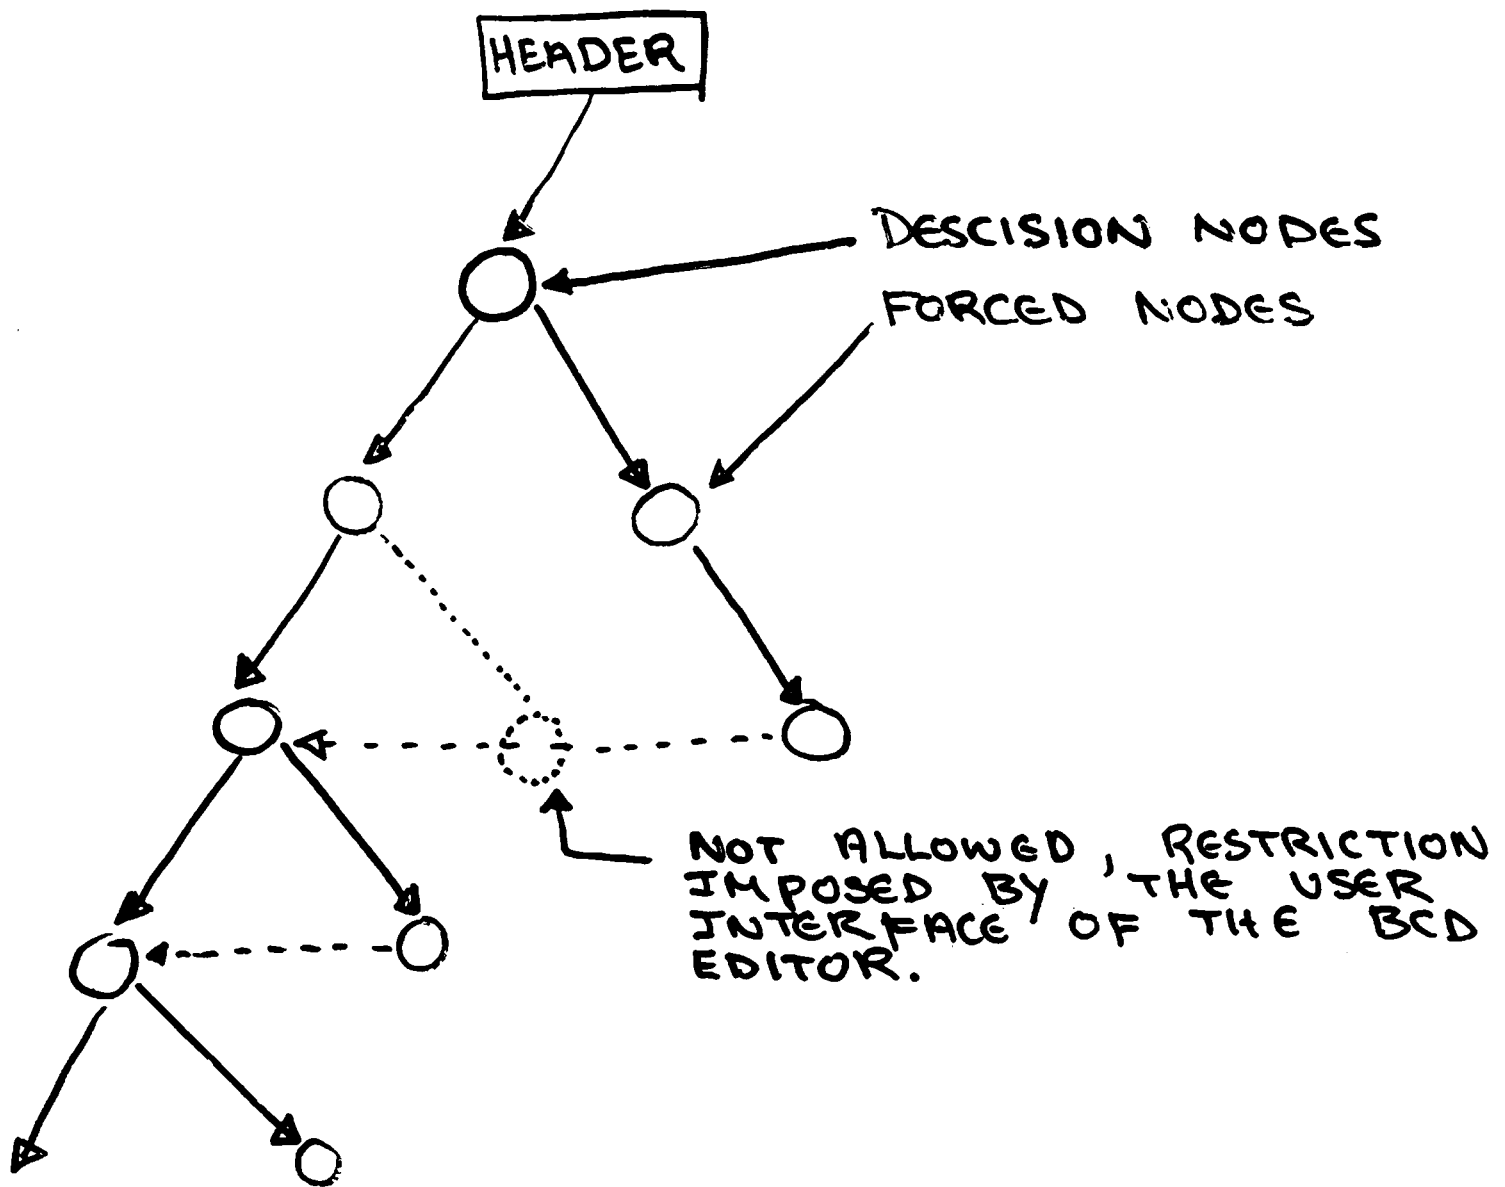 HEADER
DESCISION NODES
FORCED NODES
NOT ALLOWED, RESTRICTION
IMPOSED BY THE USER
INTERFACE OF THE BCD
EDITOR.